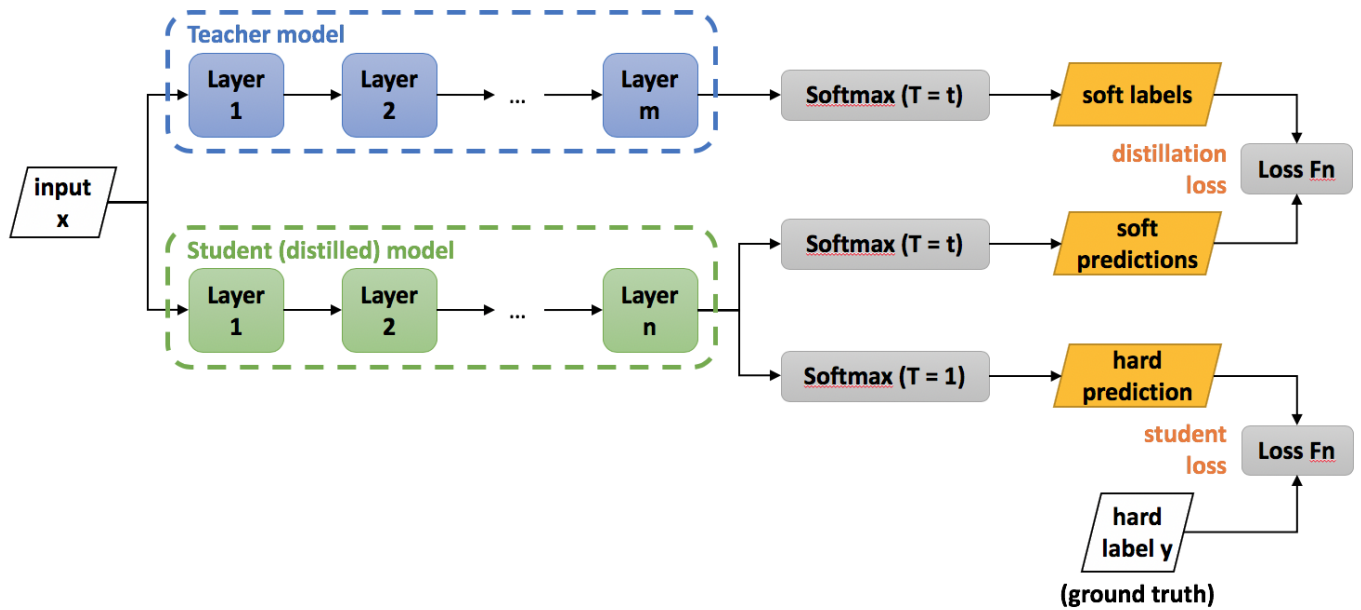 Teacher model
Layer
1
Layer
2
...
Layer
m
Softmax (T = t)
soft labels
distillation
loss
Loss Fn
input
x
Student (distilled) model
Layer
1
Layer
2
...
Layer
n
Softmax (T = t)
soft
predictions
Softmax (T = 1)
hard
prediction
student
loss
Loss Fn
hard
label y
(ground truth)